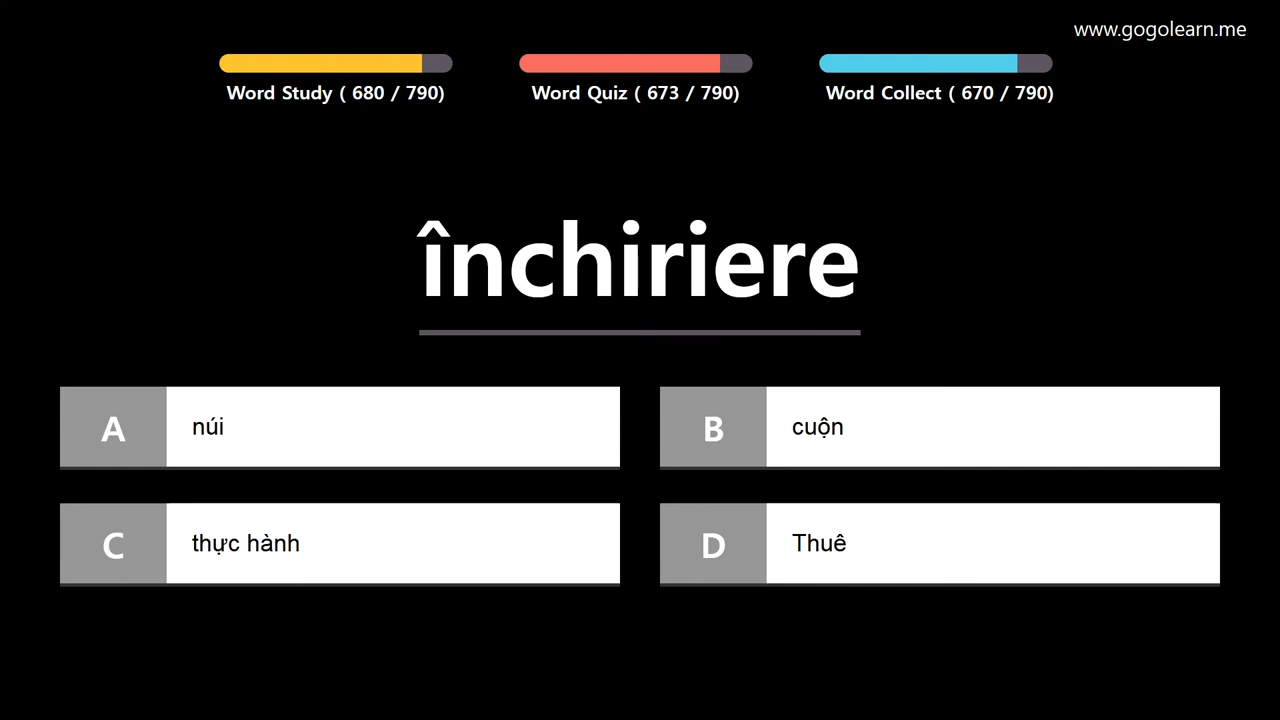 www.gogolearn.me
Word Study ( 680 / 790)
Word Quiz ( 673 / 790)
Word Collect ( 670 / 790)
închiriere
A núi
B cuộn
C thực hành
D Thuê